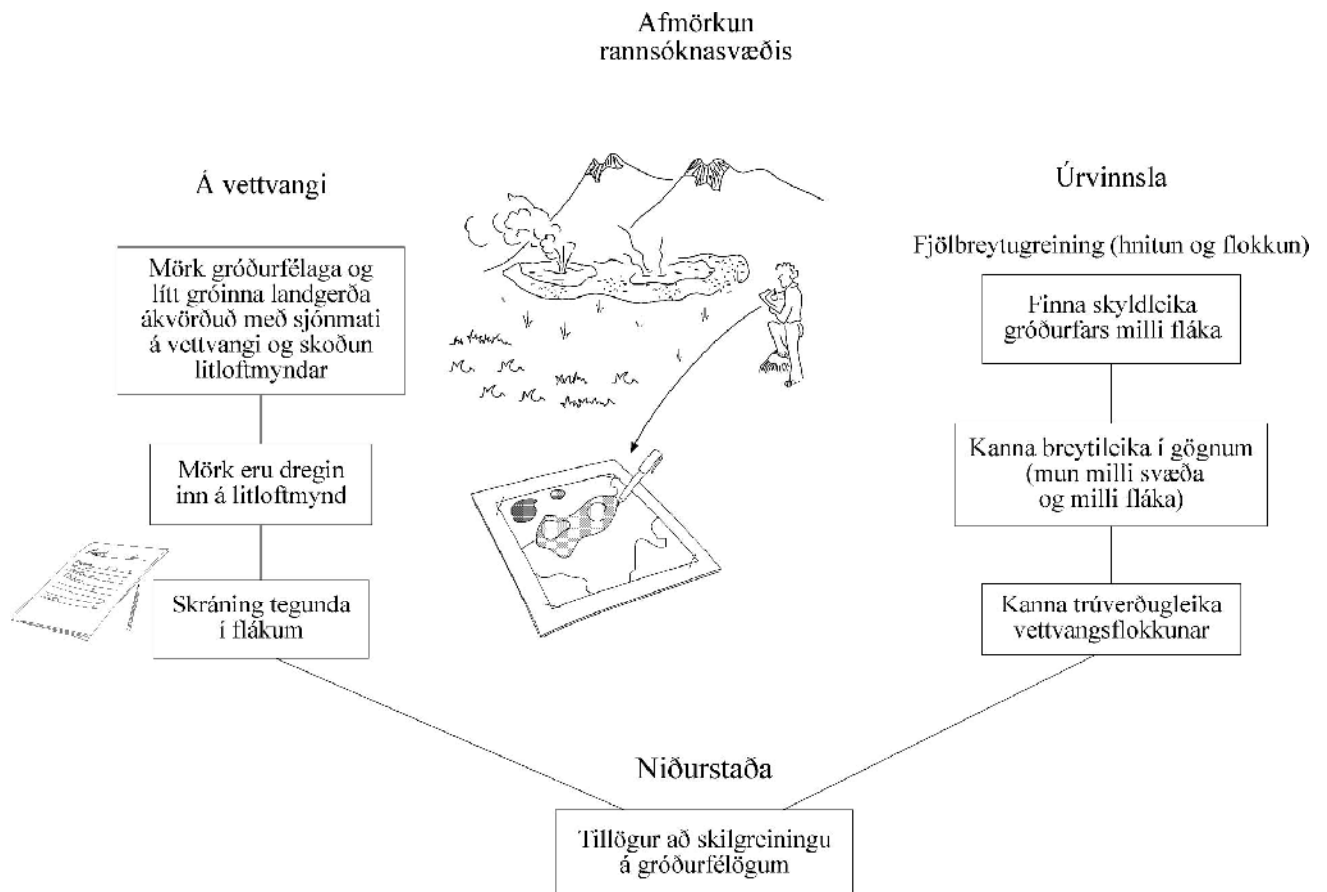 Afmörkun
rannsóknasvæðis
Á vettvangi
Mörk gróðurfélaga og
lítt gróinna landgerða
ákvörðuð með sjónmati
á vettvangi og skoðun
litloftmyndar
Mörk eru dregin
inn á litloftmynd
Skráning tegunda
í flákum
Úrvinnsla
Fjölbreytugreining (hnitun og flokkun)
Finna skyldleika
gróðurfars milli fláka
Kanna breytileika í gögnum
(mun milli svæða
og milli fláka)
Kanna trúverðugleika
vettvangsflokkunar
Niðurstaða
Tillögur að skilgreiningu
á gróðurfélögum